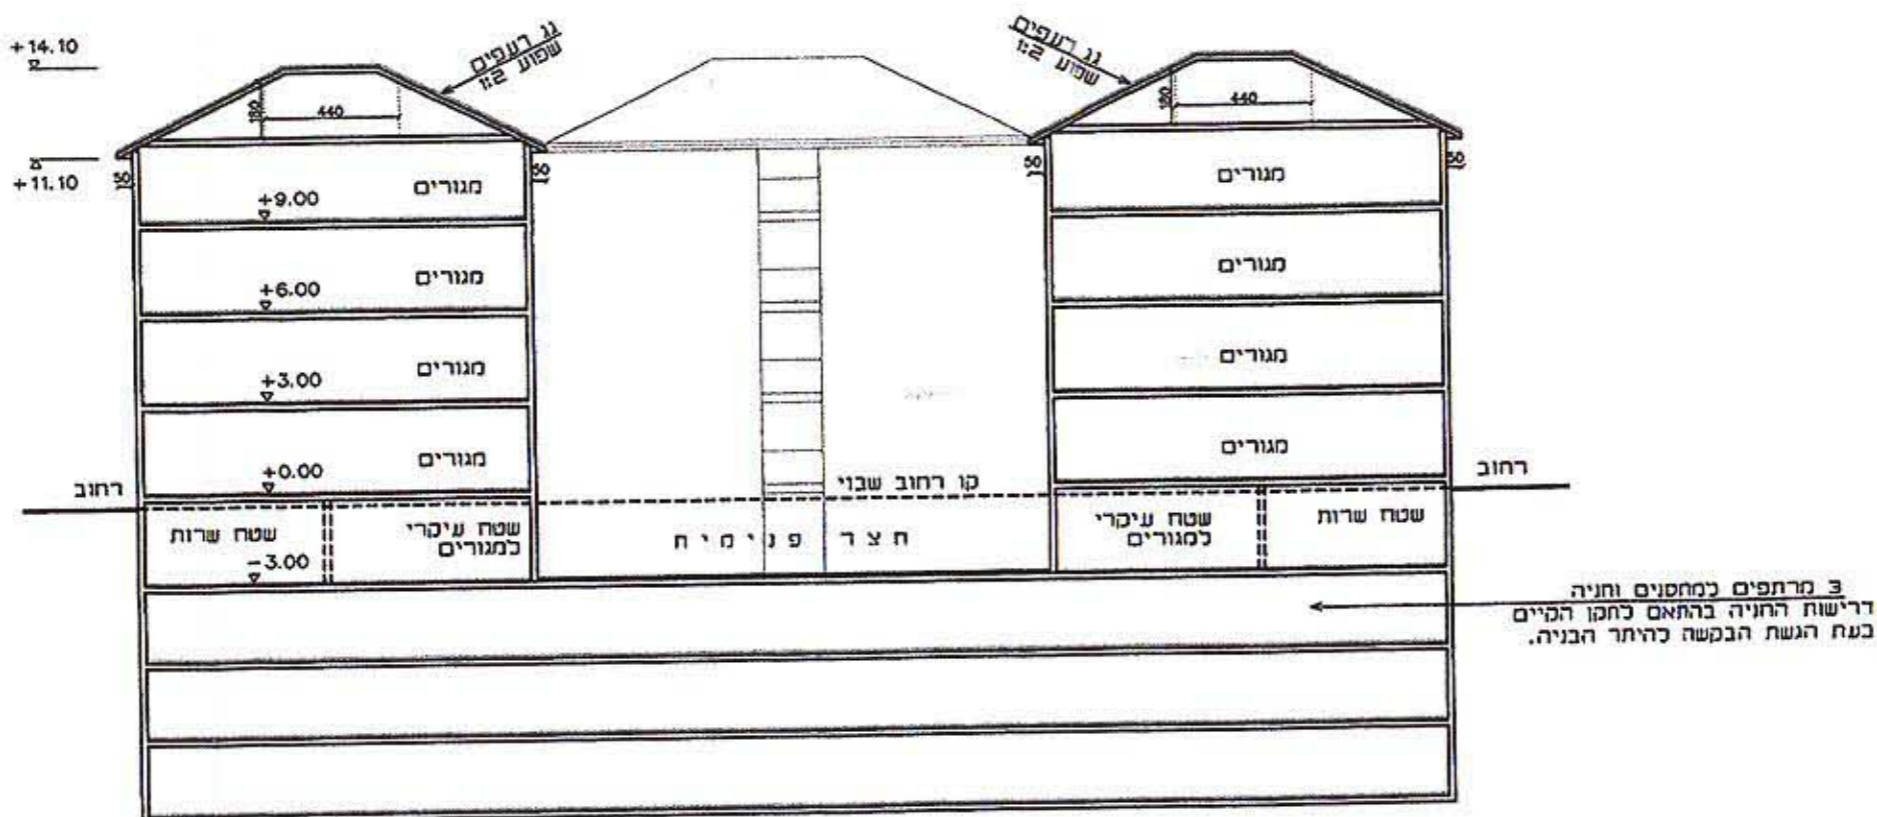 +14.10
גג רעפים
שפוע 1:2
גג רעפים
שפוע 1:2
180
440
180
440
+11.10
50
50
50
50
מגורים
+9.00
מגורים
מגורים
+6.00
מגורים
מגורים
+3.00
מגורים
מגורים
+0.00
מגורים
רחוב
קו רחוב שבוי
רחוב
שטח שרות
שטח עיקרי
למגורים
חצר פנימית
שטח עיקרי
למגורים
שטח שרות
-3.00
3 מרתפים למחסנים וחניה
דרישות החניה בהתאם לתקן הקיים
בעת הגשת הבקשה להיתר הבניה.